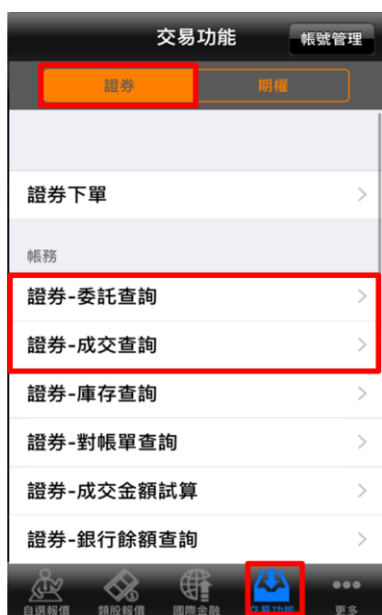 交易功能
帳號管理
證券
期權
證券下單
帳務
證券-委託查詢
證券-成交查詢
證券-庫存查詢
證券-對帳單查詢
證券-成交金額試算
證券-銀行餘額查詢
自選報價
類股報價
國際金融
交易功能
更多